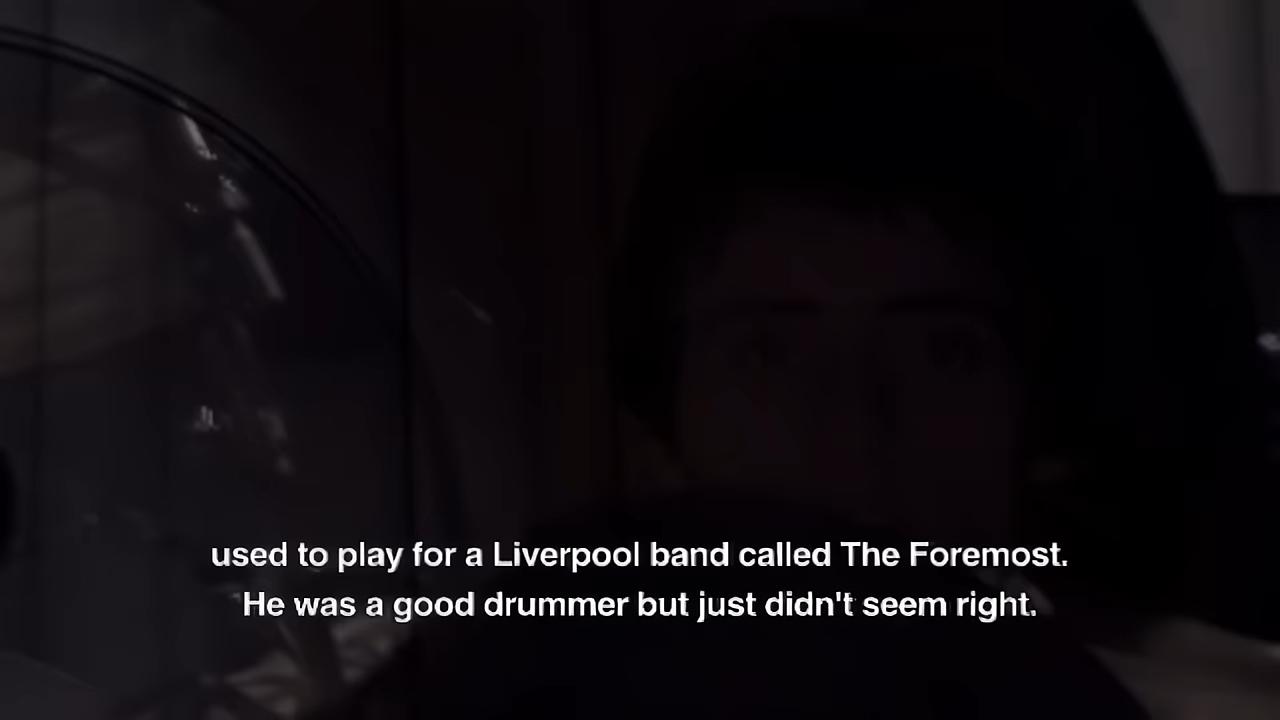 used to play for a Liverpool band called The Foremost.
He was a good drummer but just didn't seem right.